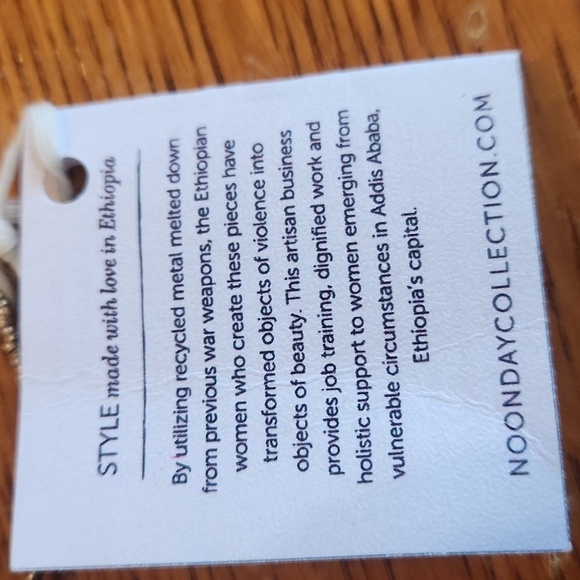 STYLE made with love in Ethiopia
By utilizing recycled metal melted down
from previous war weapons, the Ethiopian
women who create these pieces have
transformed objects of violence into
objects of beauty. This artisan business
provides job training, dignified work and
holistic support to women emerging from
vulnerable circumstances in Addis Ababa,
Ethiopia's capital.
NOONDAYCOLLECTION.COM